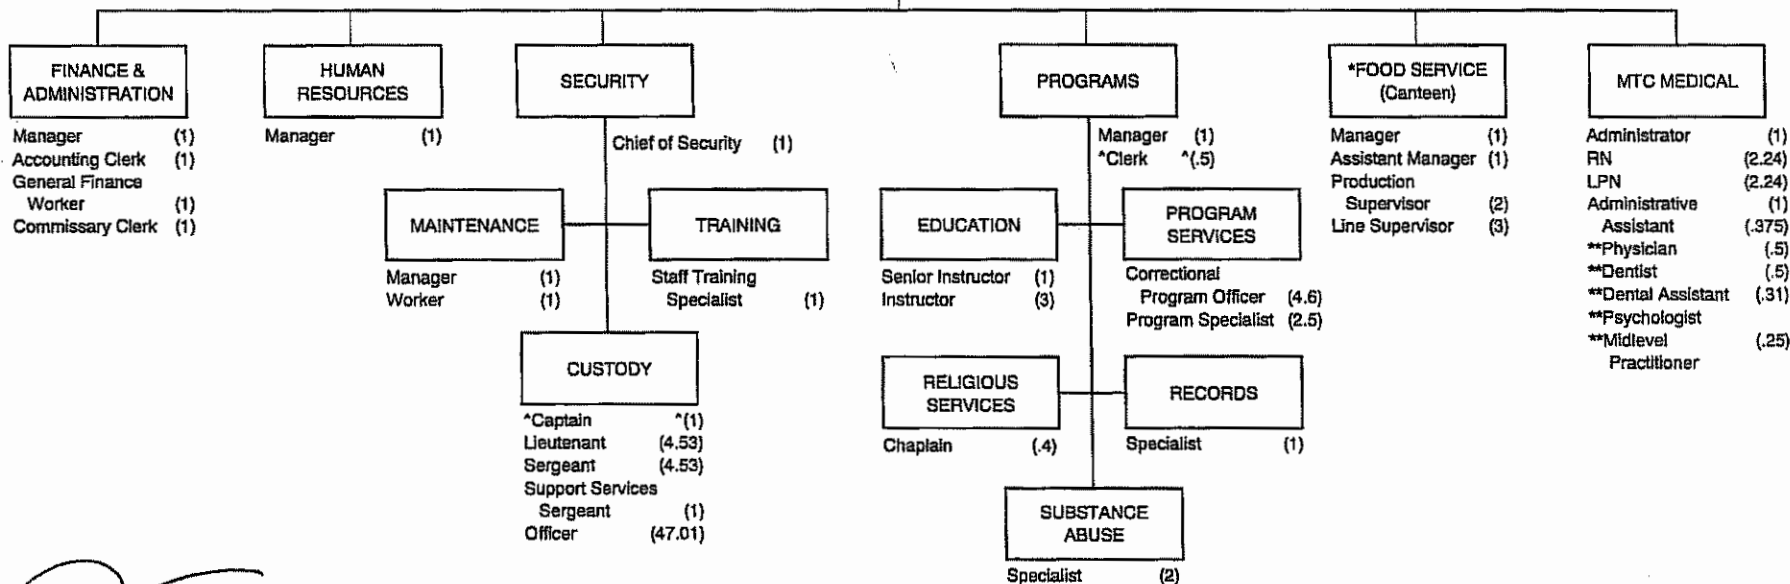 FINANCE &
ADMINISTRATION
Manager (1)
Accounting Clerk (1)
General Finance
Worker (1)
Commissary Clerk (1)
HUMAN
RESOURCES
Manager (1)
SECURITY
Chief of Security (1)
MAINTENANCE
Manager (1)
Worker (1)
TRAINING
Staff Training
Specialist (1)
CUSTODY
^Captain ^(1)
Lieutenant (4.53)
Sergeant (4.53)
Support Services
Sergeant (1)
Officer (47.01)
PROGRAMS
Manager (1)
^Clerk ^(.5)
EDUCATION
Senior Instructor (1)
Instructor (3)
PROGRAM
SERVICES
Correctional
Program Officer (4.6)
Program Specialist (2.5)
RELIGIOUS
SERVICES
Chaplain (.4)
RECORDS
Specialist (1)
SUBSTANCE
ABUSE
Specialist (2)
*FOOD SERVICE
(Canteen)
Manager (1)
Assistant Manager (1)
Production
Supervisor (2)
Line Supervisor (3)
MTC MEDICAL
Administrator (1)
RN (2.24)
LPN (2.24)
Administrative (1)
Assistant (.375)
**Physician (.5)
**Dentist (.5)
**Dental Assistant (.31)
**Psychologist
**Midlevel (.25)
Practitioner